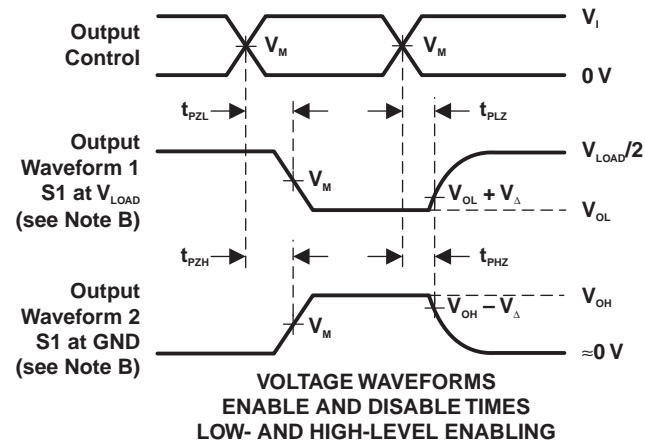 Output
Control
V_M
V_M
V_I
0 V
t_PZL
t_PLZ
Output
Waveform 1
S1 at V_LOAD
(see Note B)
V_M
V_OL + V_Δ
V_LOAD/2
V_OL
t_PZH
t_PHZ
Output
Waveform 2
S1 at GND
(see Note B)
V_M
V_OH – V_Δ
V_OH
≈0 V
VOLTAGE WAVEFORMS
ENABLE AND DISABLE TIMES
LOW- AND HIGH-LEVEL ENABLING